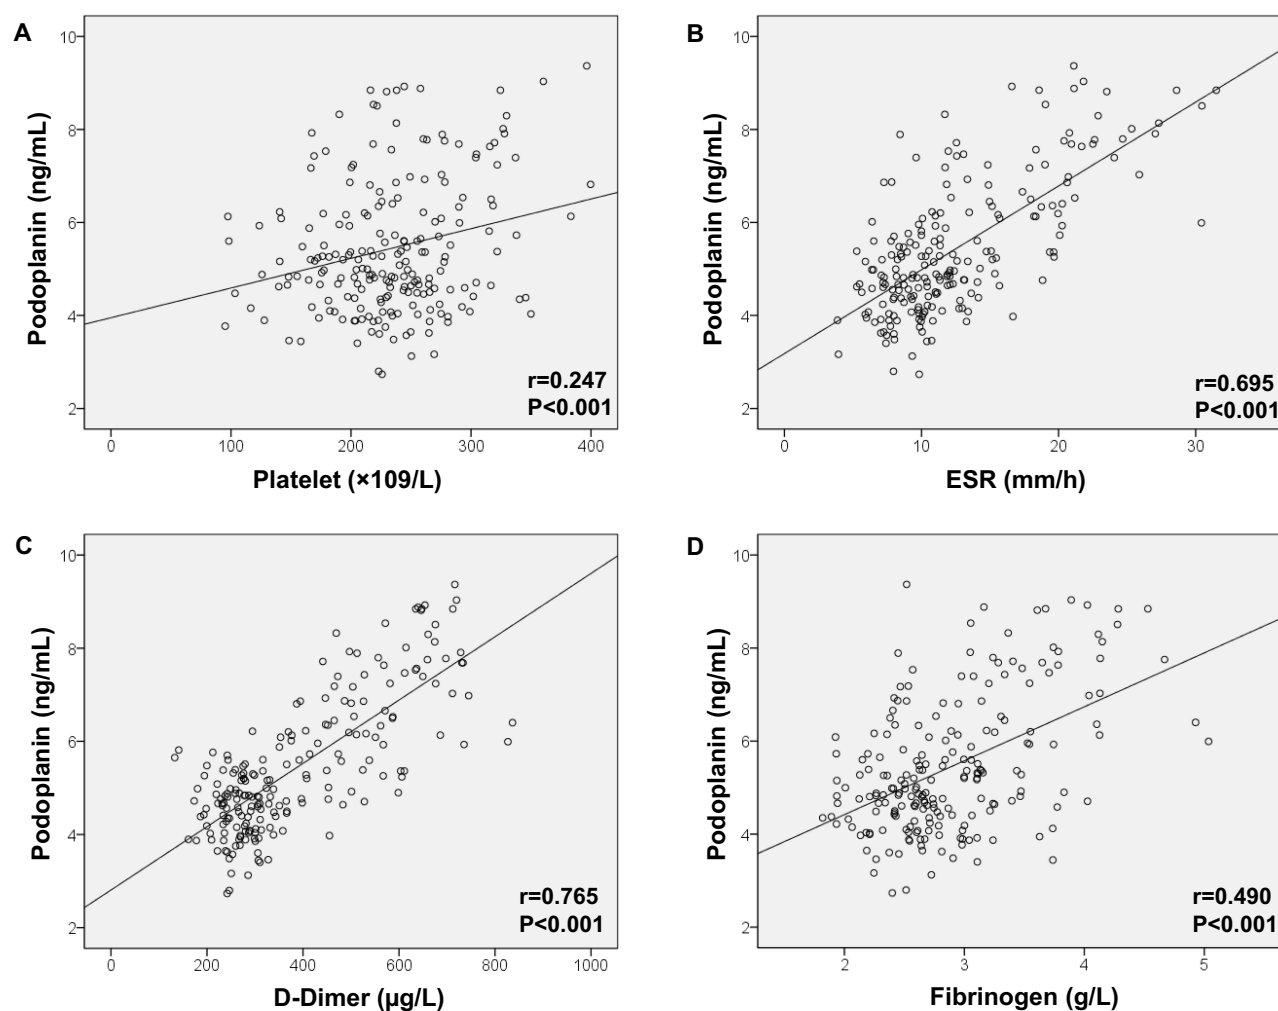 A
10
8
6
4
2
Podoplanin (ng/mL)
r=0.247
P<0.001
0 100 200 300 400
Platelet (×109/L)
B
10
8
6
4
2
Podoplanin (ng/mL)
r=0.695
P<0.001
0 10 20 30
ESR (mm/h)
C
10
8
6
4
2
Podoplanin (ng/mL)
r=0.765
P<0.001
0 200 400 600 800 1000
D-Dimer (μg/L)
D
10
8
6
4
2
Podoplanin (ng/mL)
r=0.490
P<0.001
2 3 4 5
Fibrinogen (g/L)